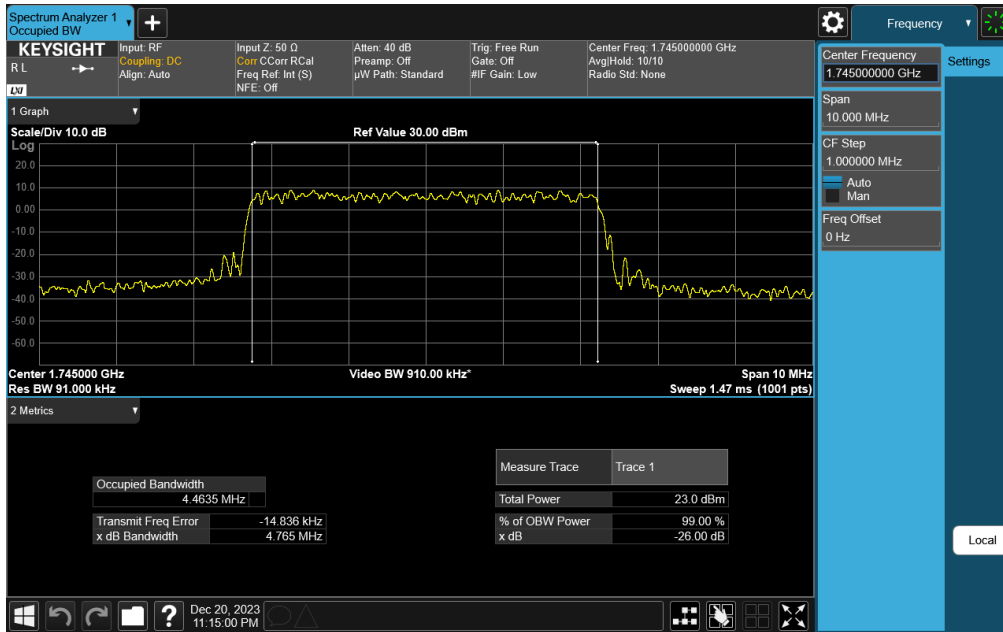 Spectrum Analyzer 1
Occupied BW
Frequency
KEYSIGHT
R L
LXI
Input: RF
Coupling: DC
Align: Auto
Input Z: 50 Ω
Corr CCorr RCal
Freq Ref: Int (S)
NFE: Off
Atten: 40 dB
Preamp: Off
µW Path: Standard
Trig: Free Run
Gate: Off
#IF Gain: Low
Center Freq: 1.745000000 GHz
Avg|Hold: 10/10
Radio Std: None
Center Frequency
1.745000000 GHz
Settings
Span
10.000 MHz
CF Step
1.000000 MHz
Auto
Man
Freq Offset
0 Hz
Local
1 Graph
Scale/Div 10.0 dB
Ref Value 30.00 dBm
Log
20.0
10.0
0.00
-10.0
-20.0
-30.0
-40.0
-50.0
-60.0
Center 1.745000 GHz
Video BW 910.00 kHz*
Span 10 MHz
Res BW 91.000 kHz
Sweep 1.47 ms (1001 pts)
2 Metrics
Occupied Bandwidth
4.4635 MHz
Transmit Freq Error -14.836 kHz
x dB Bandwidth 4.765 MHz
Measure Trace Trace 1
Total Power 23.0 dBm
% of OBW Power 99.00 %
x dB -26.00 dB
?
Dec 20, 2023
11:15:00 PM